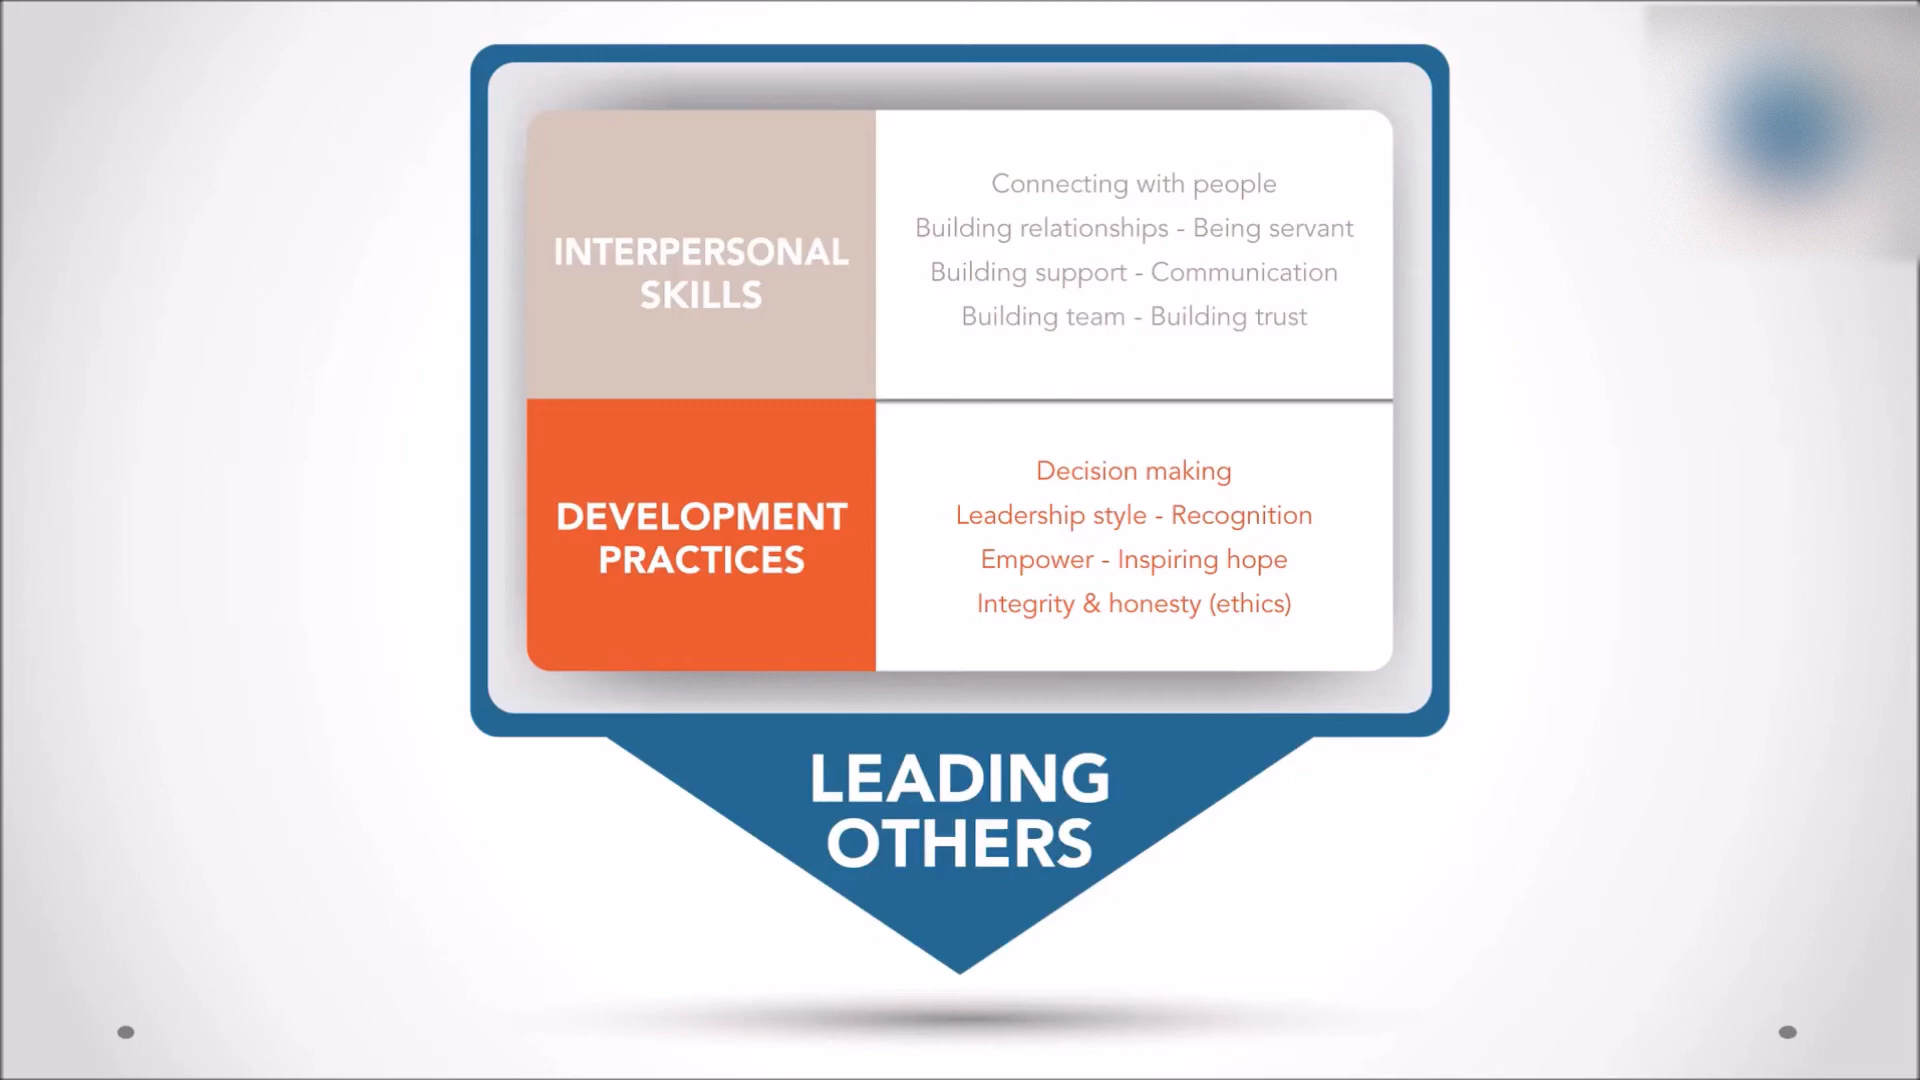 INTERPERSONAL
SKILLS
Connecting with people
Building relationships - Being servant
Building support - Communication
Building team - Building trust
DEVELOPMENT
PRACTICES
Decision making
Leadership style - Recognition
Empower - Inspiring hope
Integrity & honesty (ethics)
LEADING
OTHERS